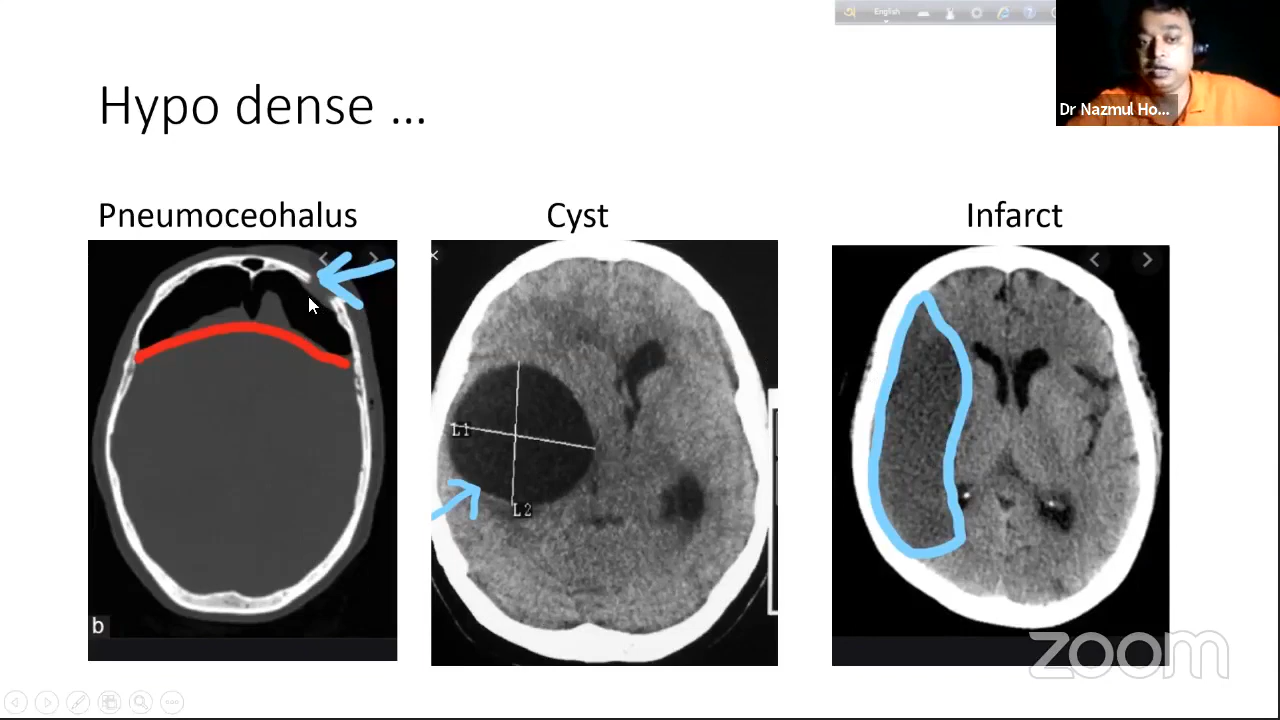 অ English
Dr Nazmul Ho...
Hypo dense ...
Pneumoceohalus
Cyst
Infarct
L1
L2
b
zoom